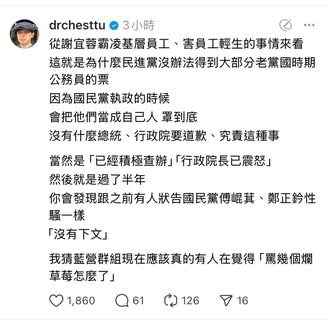 drchesttu 3小時
從謝宜蓉霸凌基層員工、害員工輕生的事情來看
這就是為什麼民進黨沒辦法得到大部分老黨國時期
公務員的票
因為國民黨執政的時候
會把他們當成自己人 罩到底
沒有什麼總統、行政院要道歉、究責這種事
當然是「已經積極查辦」「行政院長已震怒」
然後就是過了半年
你會發現跟之前有人狀告國民黨傅崐萁、鄭正鈐性
騷一樣
「沒有下文」
我猜藍營群組現在應該真的有人在覺得「罵幾個爛
草莓怎麼了」
1,860 61 126 16